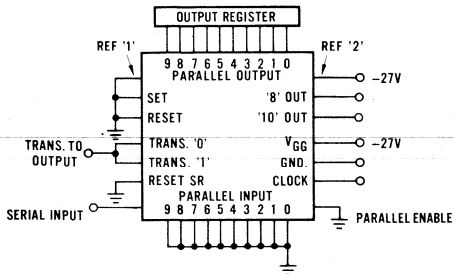 OUTPUT REGISTER
REF '1'
REF '2'
9 8 7 6 5 4 3 2 1 0
PARALLEL OUTPUT
-27V
SET
'8' OUT
RESET
'10' OUT
TRANS. TO
OUTPUT
TRANS. '0'
VGG
-27V
TRANS. '1'
GND.
RESET SR
CLOCK
PARALLEL INPUT
SERIAL INPUT
9 8 7 6 5 4 3 2 1 0
PARALLEL ENABLE